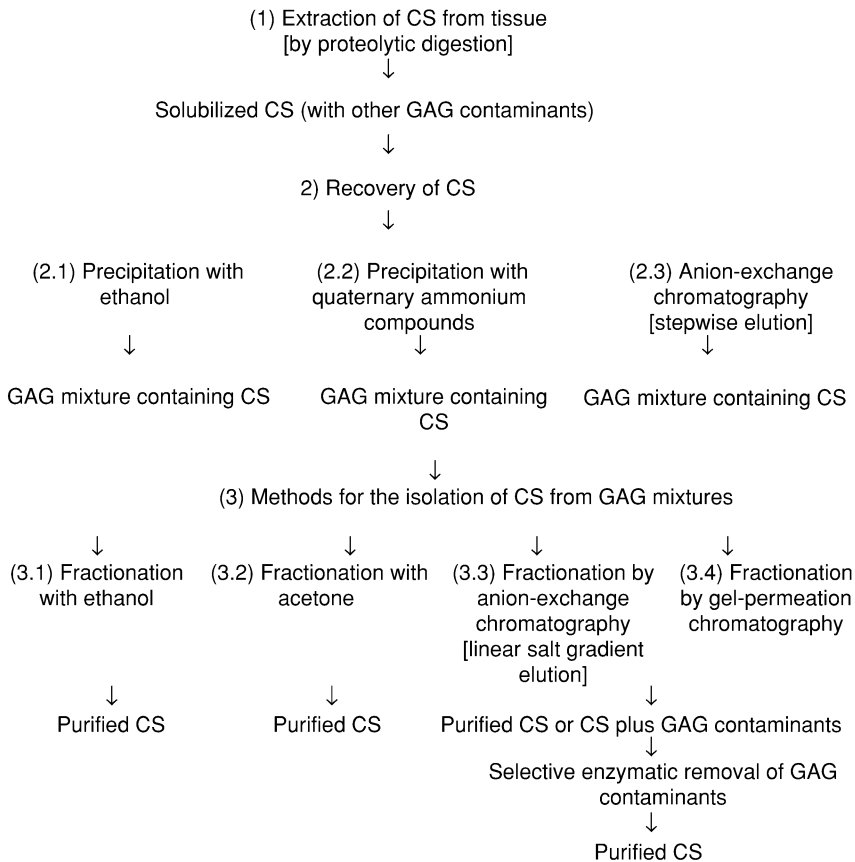 (1) Extraction of CS from tissue
[by proteolytic digestion]
↓
Solubilized CS (with other GAG contaminants)
↓
2) Recovery of CS
↓
(2.1) Precipitation with
ethanol
↓
GAG mixture containing CS
(2.2) Precipitation with
quaternary ammonium
compounds
↓
GAG mixture containing
CS
(2.3) Anion-exchange
chromatography
[stepwise elution]
↓
GAG mixture containing CS
↓
(3) Methods for the isolation of CS from GAG mixtures
↓
(3.1) Fractionation
with ethanol
↓
Purified CS
↓
(3.2) Fractionation with
acetone
↓
Purified CS
↓
(3.3) Fractionation by
anion-exchange
chromatography
[linear salt gradient
elution]
↓
(3.4) Fractionation
by gel-permeation
chromatography
↓
Purified CS or CS plus GAG contaminants
↓
Selective enzymatic removal of GAG
contaminants
↓
Purified CS